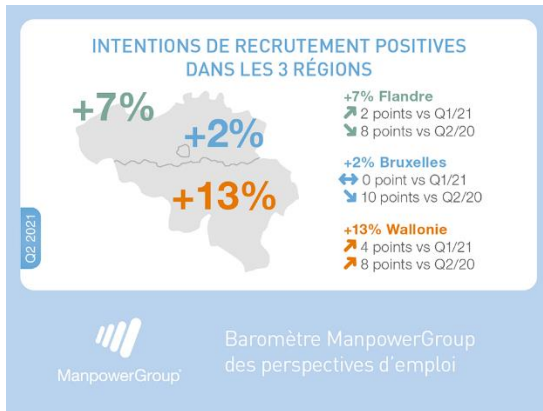 INTENTIONS DE RECRUTEMENT POSITIVES
DANS LES 3 RÉGIONS
+7%
+2%
+13%
+7% Flandre
↗ 2 points vs Q1/21
↘ 8 points vs Q2/20
+2% Bruxelles
↔ 0 point vs Q1/21
↘ 10 points vs Q2/20
+13% Wallonie
↗ 4 points vs Q1/21
↗ 8 points vs Q2/20
Q2 2021
ManpowerGroup
Baromètre ManpowerGroup
des perspectives d'emploi